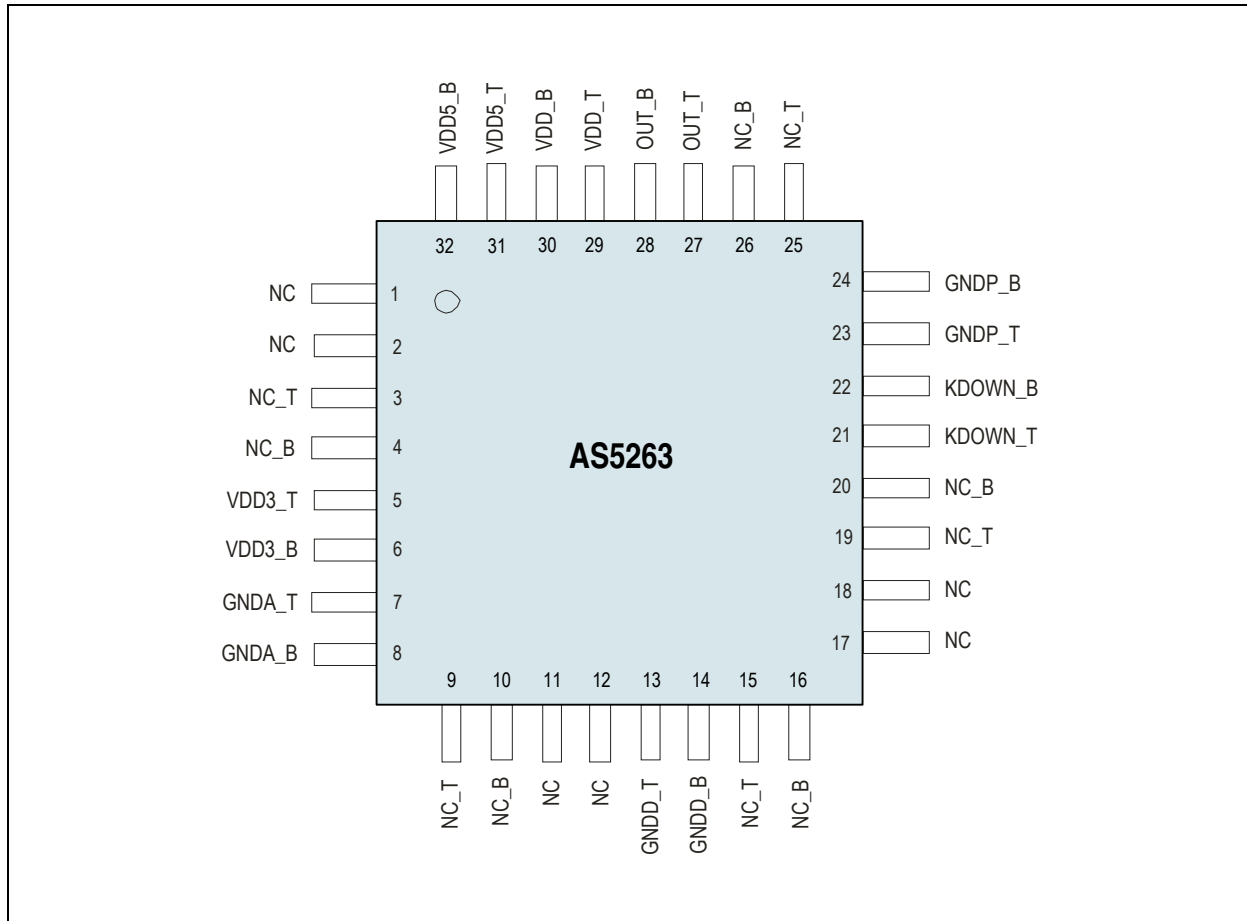 VDD5_B
VDD5_T
VDD_B
VDD_T
OUT_B
OUT_T
NC_B
NC_T
32 31 30 29 28 27 26 25
NC 1
NC 2
NC_T 3
NC_B 4
VDD3_T 5
VDD3_B 6
GNDA_T 7
GNDA_B 8
AS5263
24 GNDP_B
23 GNDP_T
22 KDOWN_B
21 KDOWN_T
20 NC_B
19 NC_T
18 NC
17 NC
9 10 11 12 13 14 15 16
NC_T
NC_B
NC
NC
GNDD_T
GNDD_B
NC_T
NC_B